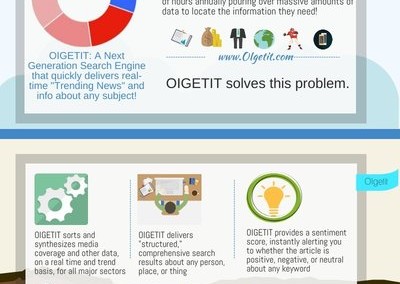 of hours annually pouring over massive amounts of
data to locate the information they need!
www.OIgetit.com
OIGETIT: A Next
Generation Search Engine
that quickly delivers real-
time "Trending News" and
info about any subject!
OIGETIT solves this problem.
OIgetit
OIGETIT sorts and
synthesizes media
coverage and other data,
on a real time and trend
basis, for all major sectors
OIGETIT delivers
"structured,"
comprehensive search
results about any person,
place, or thing
OIGETIT provides a sentiment
score, instantly alerting you
to whether the article is
positive, negative, or neutral
about any keyword